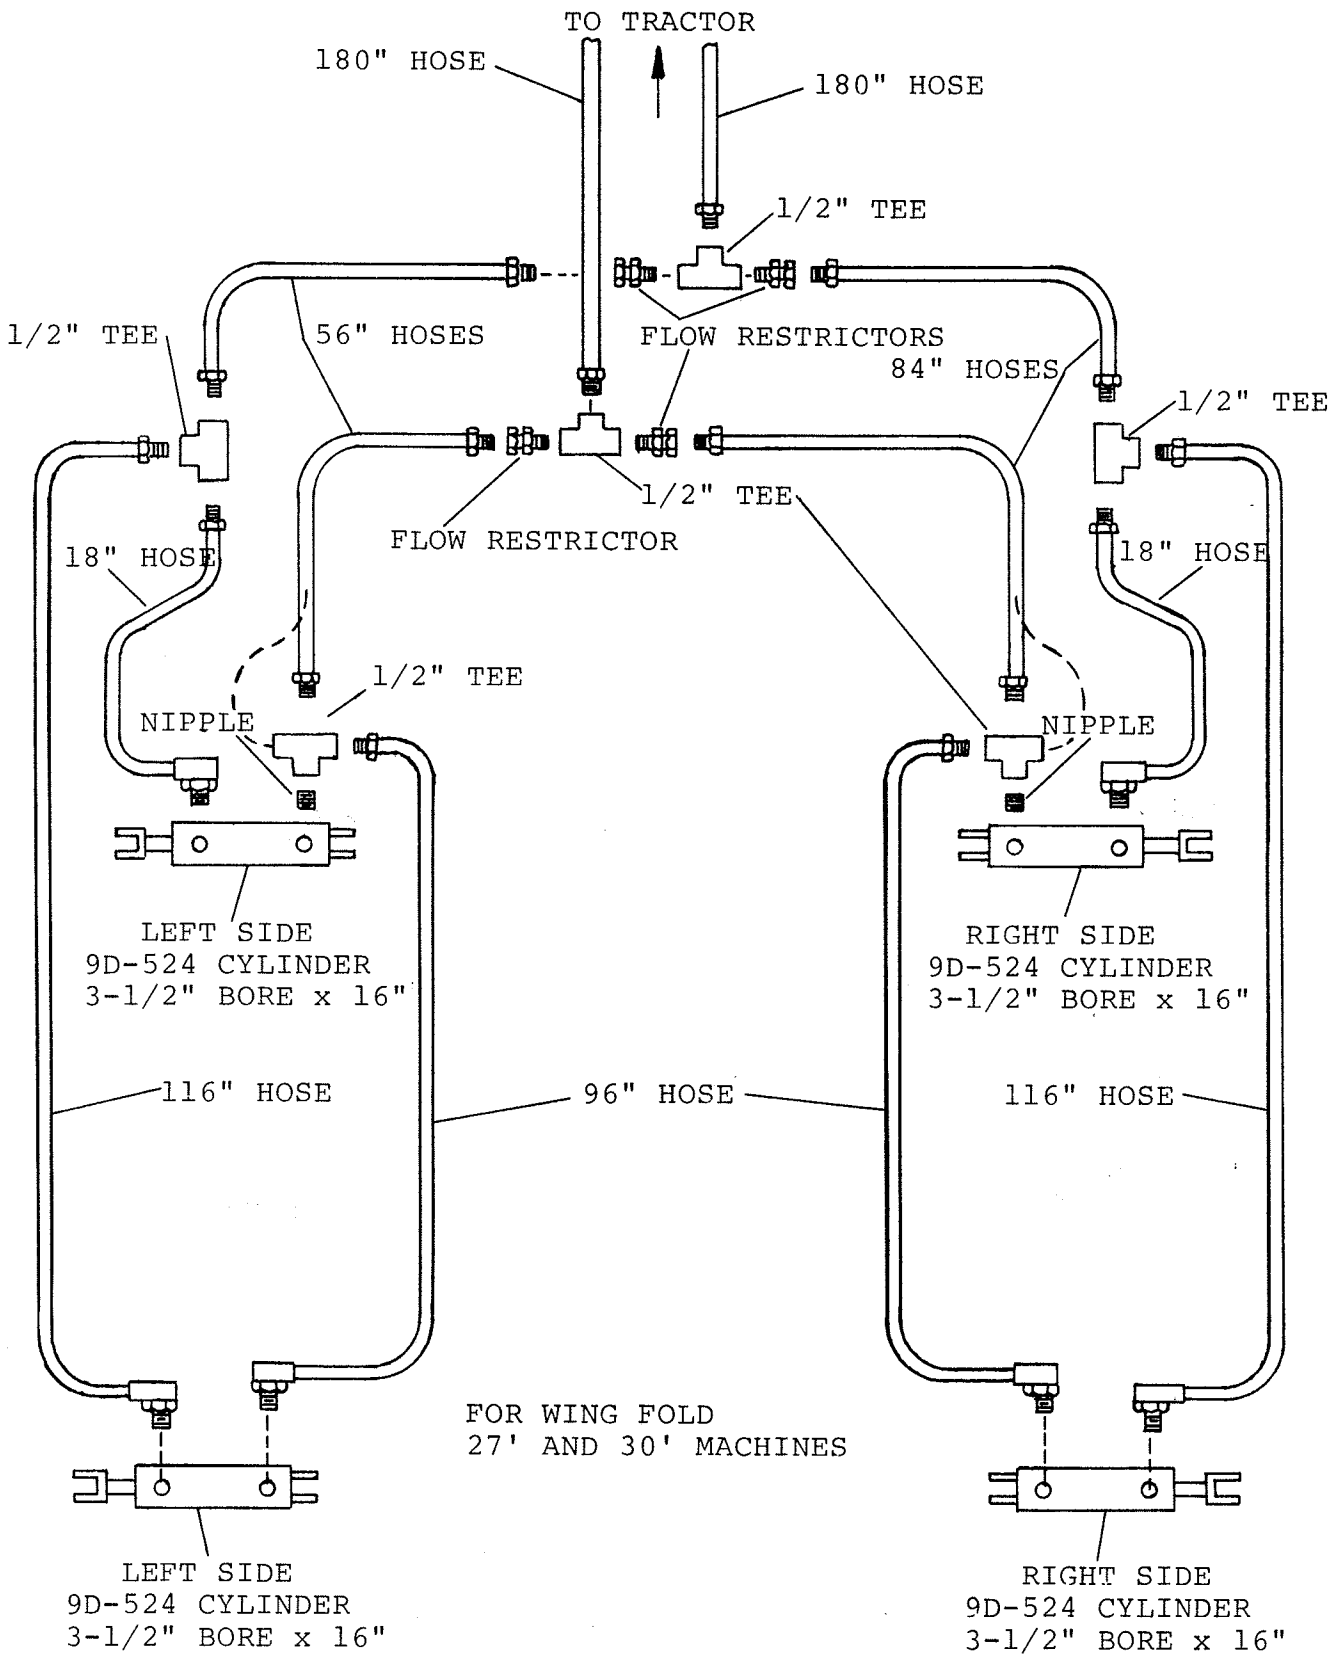 TO TRACTOR
180" HOSE
180" HOSE
1/2" TEE
1/2" TEE
56" HOSES
FLOW RESTRICTORS
84" HOSES
1/2" TEE
1/2" TEE
FLOW RESTRICTOR
18" HOSE
18" HOSE
1/2" TEE
NIPPLE
NIPPLE
LEFT SIDE
9D-524 CYLINDER
3-1/2" BORE x 16"
RIGHT SIDE
9D-524 CYLINDER
3-1/2" BORE x 16"
116" HOSE
96" HOSE
116" HOSE
FOR WING FOLD
27' AND 30' MACHINES
LEFT SIDE
9D-524 CYLINDER
3-1/2" BORE x 16"
RIGHT SIDE
9D-524 CYLINDER
3-1/2" BORE x 16"